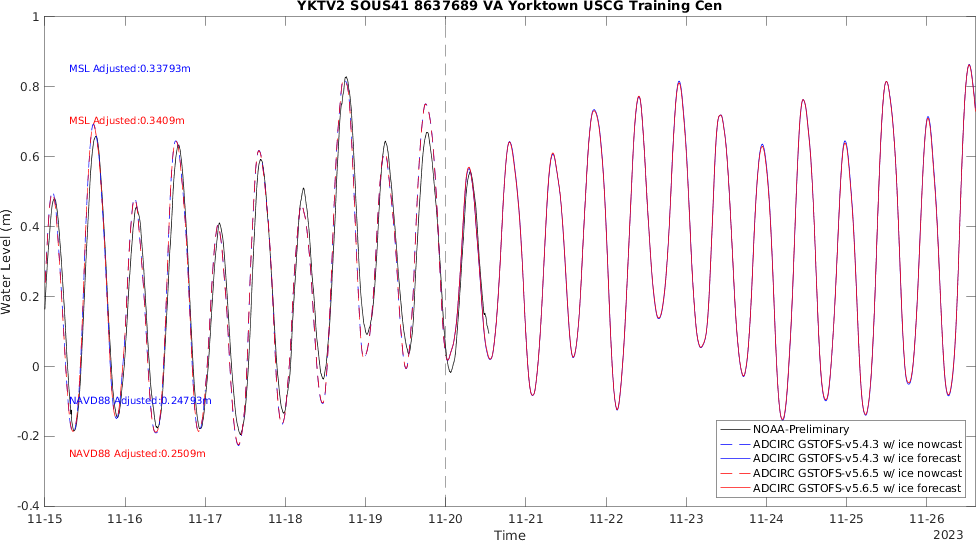 YKTV2 SOUS41 8637689 VA Yorktown USCG Training Cen
1
0.8
0.6
0.4
0.2
0
-0.2
-0.4
Water Level (m)
MSL Adjusted:0.33793m
MSL Adjusted:0.3409m
NAVD88 Adjusted:0.24793m
NAVD88 Adjusted:0.2509m
NOAA-Preliminary
ADCIRC GSTOFS-v5.4.3 w/ ice nowcast
ADCIRC GSTOFS-v5.4.3 w/ ice forecast
ADCIRC GSTOFS-v5.6.5 w/ ice nowcast
ADCIRC GSTOFS-v5.6.5 w/ ice forecast
11-15 11-16 11-17 11-18 11-19 11-20 11-21 11-22 11-23 11-24 11-25 11-26
Time
2023